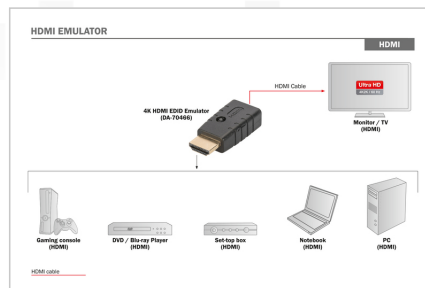 HDMI EMULATOR
HDMI
HDMI Cable
Ultra HD
4K HDMI EDID Emulator
(DA-70466)
Monitor / TV
(HDMI)
Gaming console
(HDMI)
DVD / Blu-ray Player
(HDMI)
Set-top box
(HDMI)
Notebook
(HDMI)
PC
(HDMI)
HDMI cable